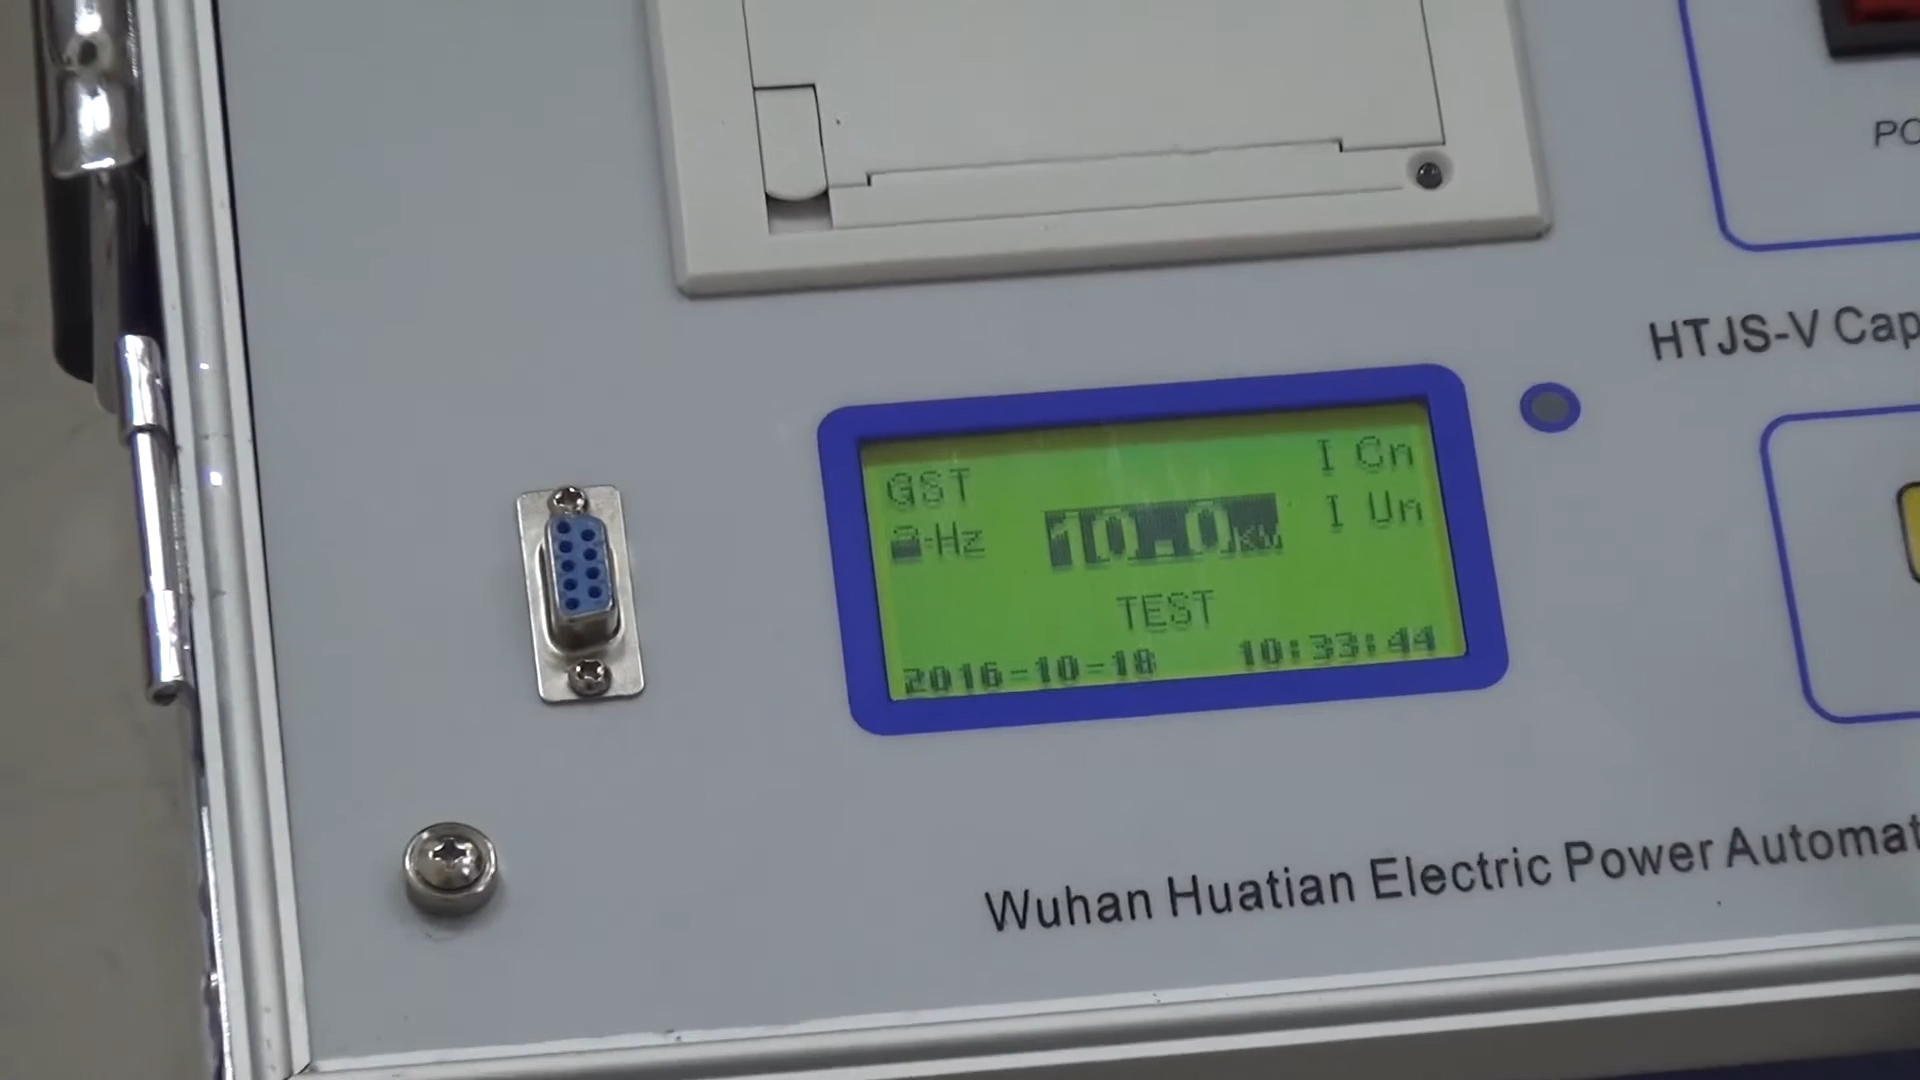 PO
HTJS-V Cap
GST
I Cn
Hz
10.0
I Un
TEST
2016-10-18 10:33:44
Wuhan Huatian Electric Power Automat